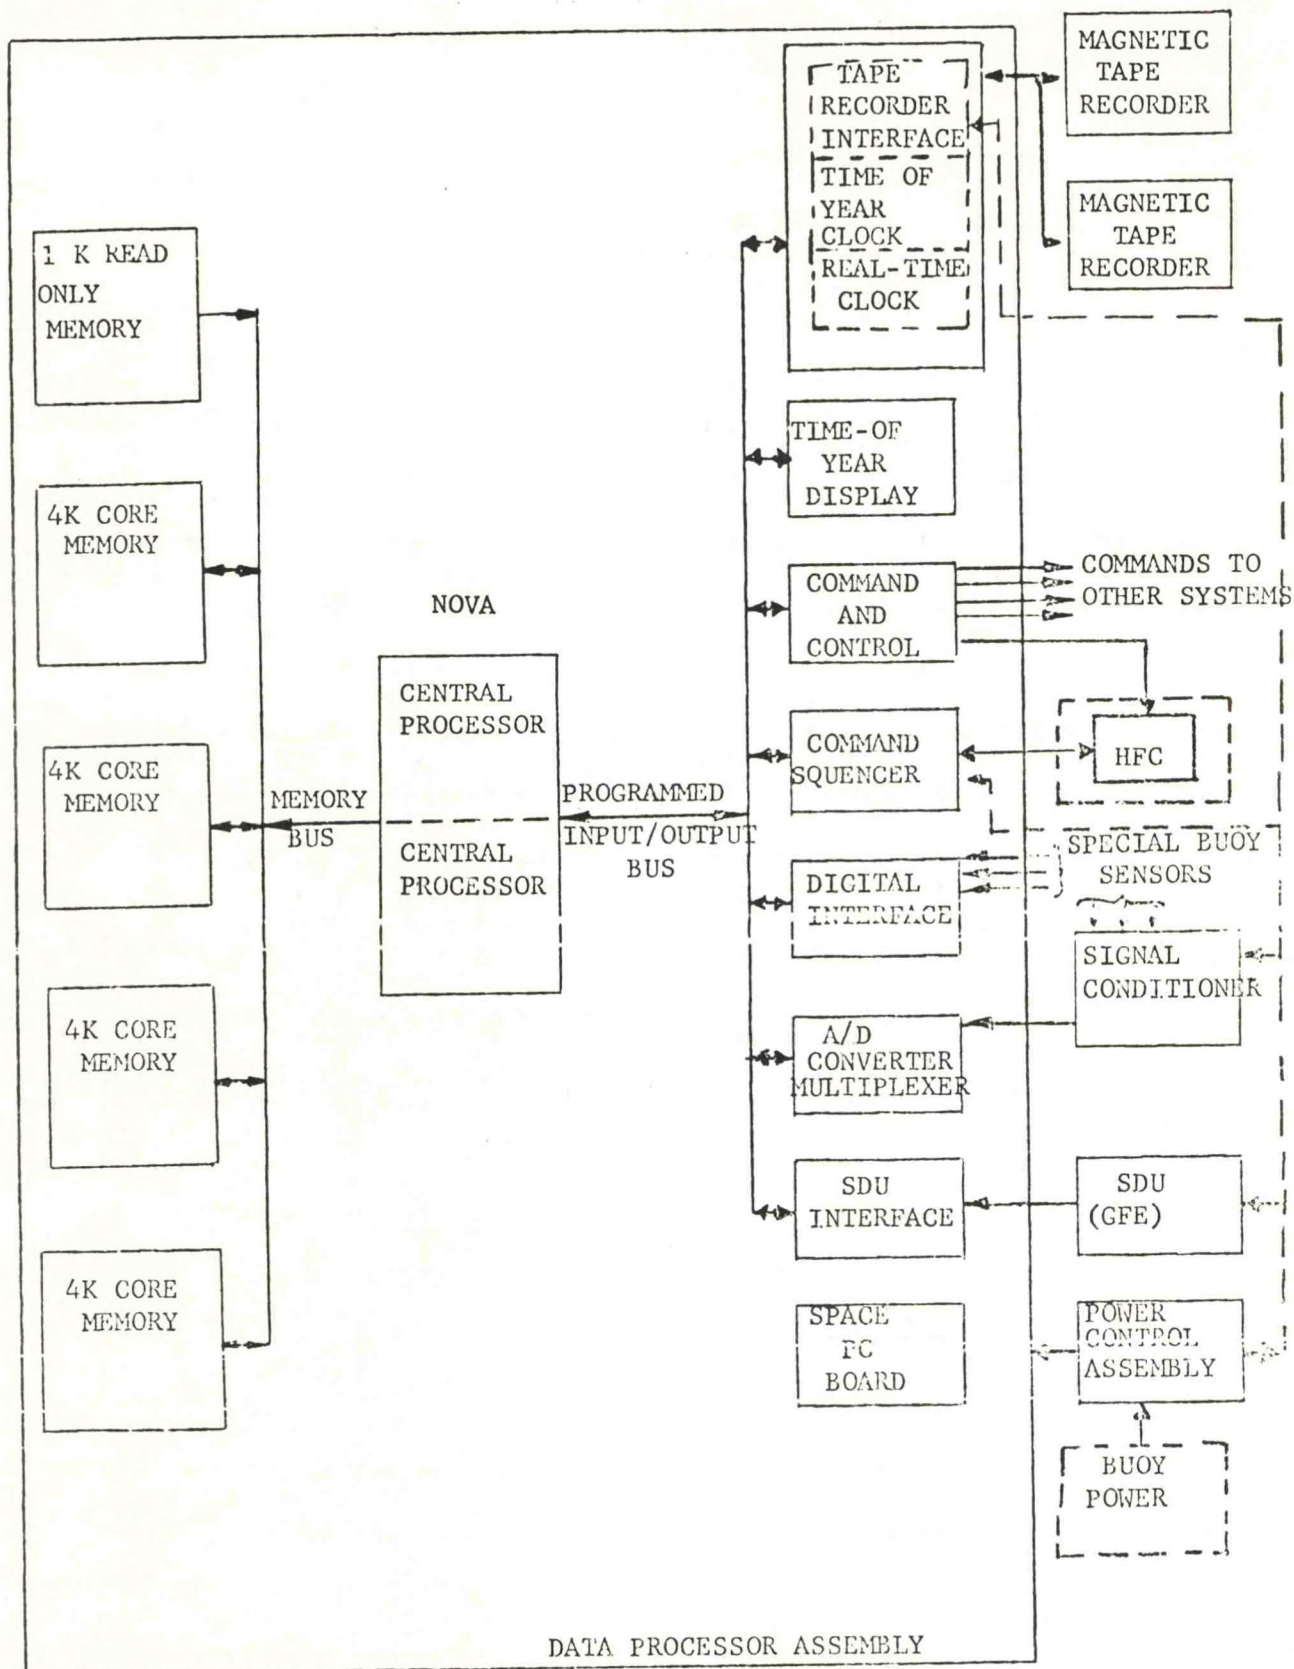 MAGNETIC
TAPE
RECORDER
TAPE
RECORDER
INTERFACE
TIME OF
YEAR
CLOCK
REAL-TIME
CLOCK
MAGNETIC
TAPE
RECORDER
1 K READ
ONLY
MEMORY
TIME-OF
YEAR
DISPLAY
4K CORE
MEMORY
NOVA
COMMAND
AND
CONTROL
COMMANDS TO
OTHER SYSTEMS
CENTRAL
PROCESSOR
CENTRAL
PROCESSOR
COMMAND
SQUENCER
HFC
4K CORE
MEMORY
MEMORY
BUS
PROGRAMMED
INPUT/OUTPUT
BUS
DIGITAL
INTERFACE
SPECIAL BUOY
SENSORS
SIGNAL
CONDITIONER
4K CORE
MEMORY
A/D
CONVERTER
MULTIPLEXER
SDU
INTERFACE
SDU
(GFE)
4K CORE
MEMORY
SPACE
PC
BOARD
POWER
CONTROL
ASSEMBLY
BUOY
POWER
DATA PROCESSOR ASSEMBLY